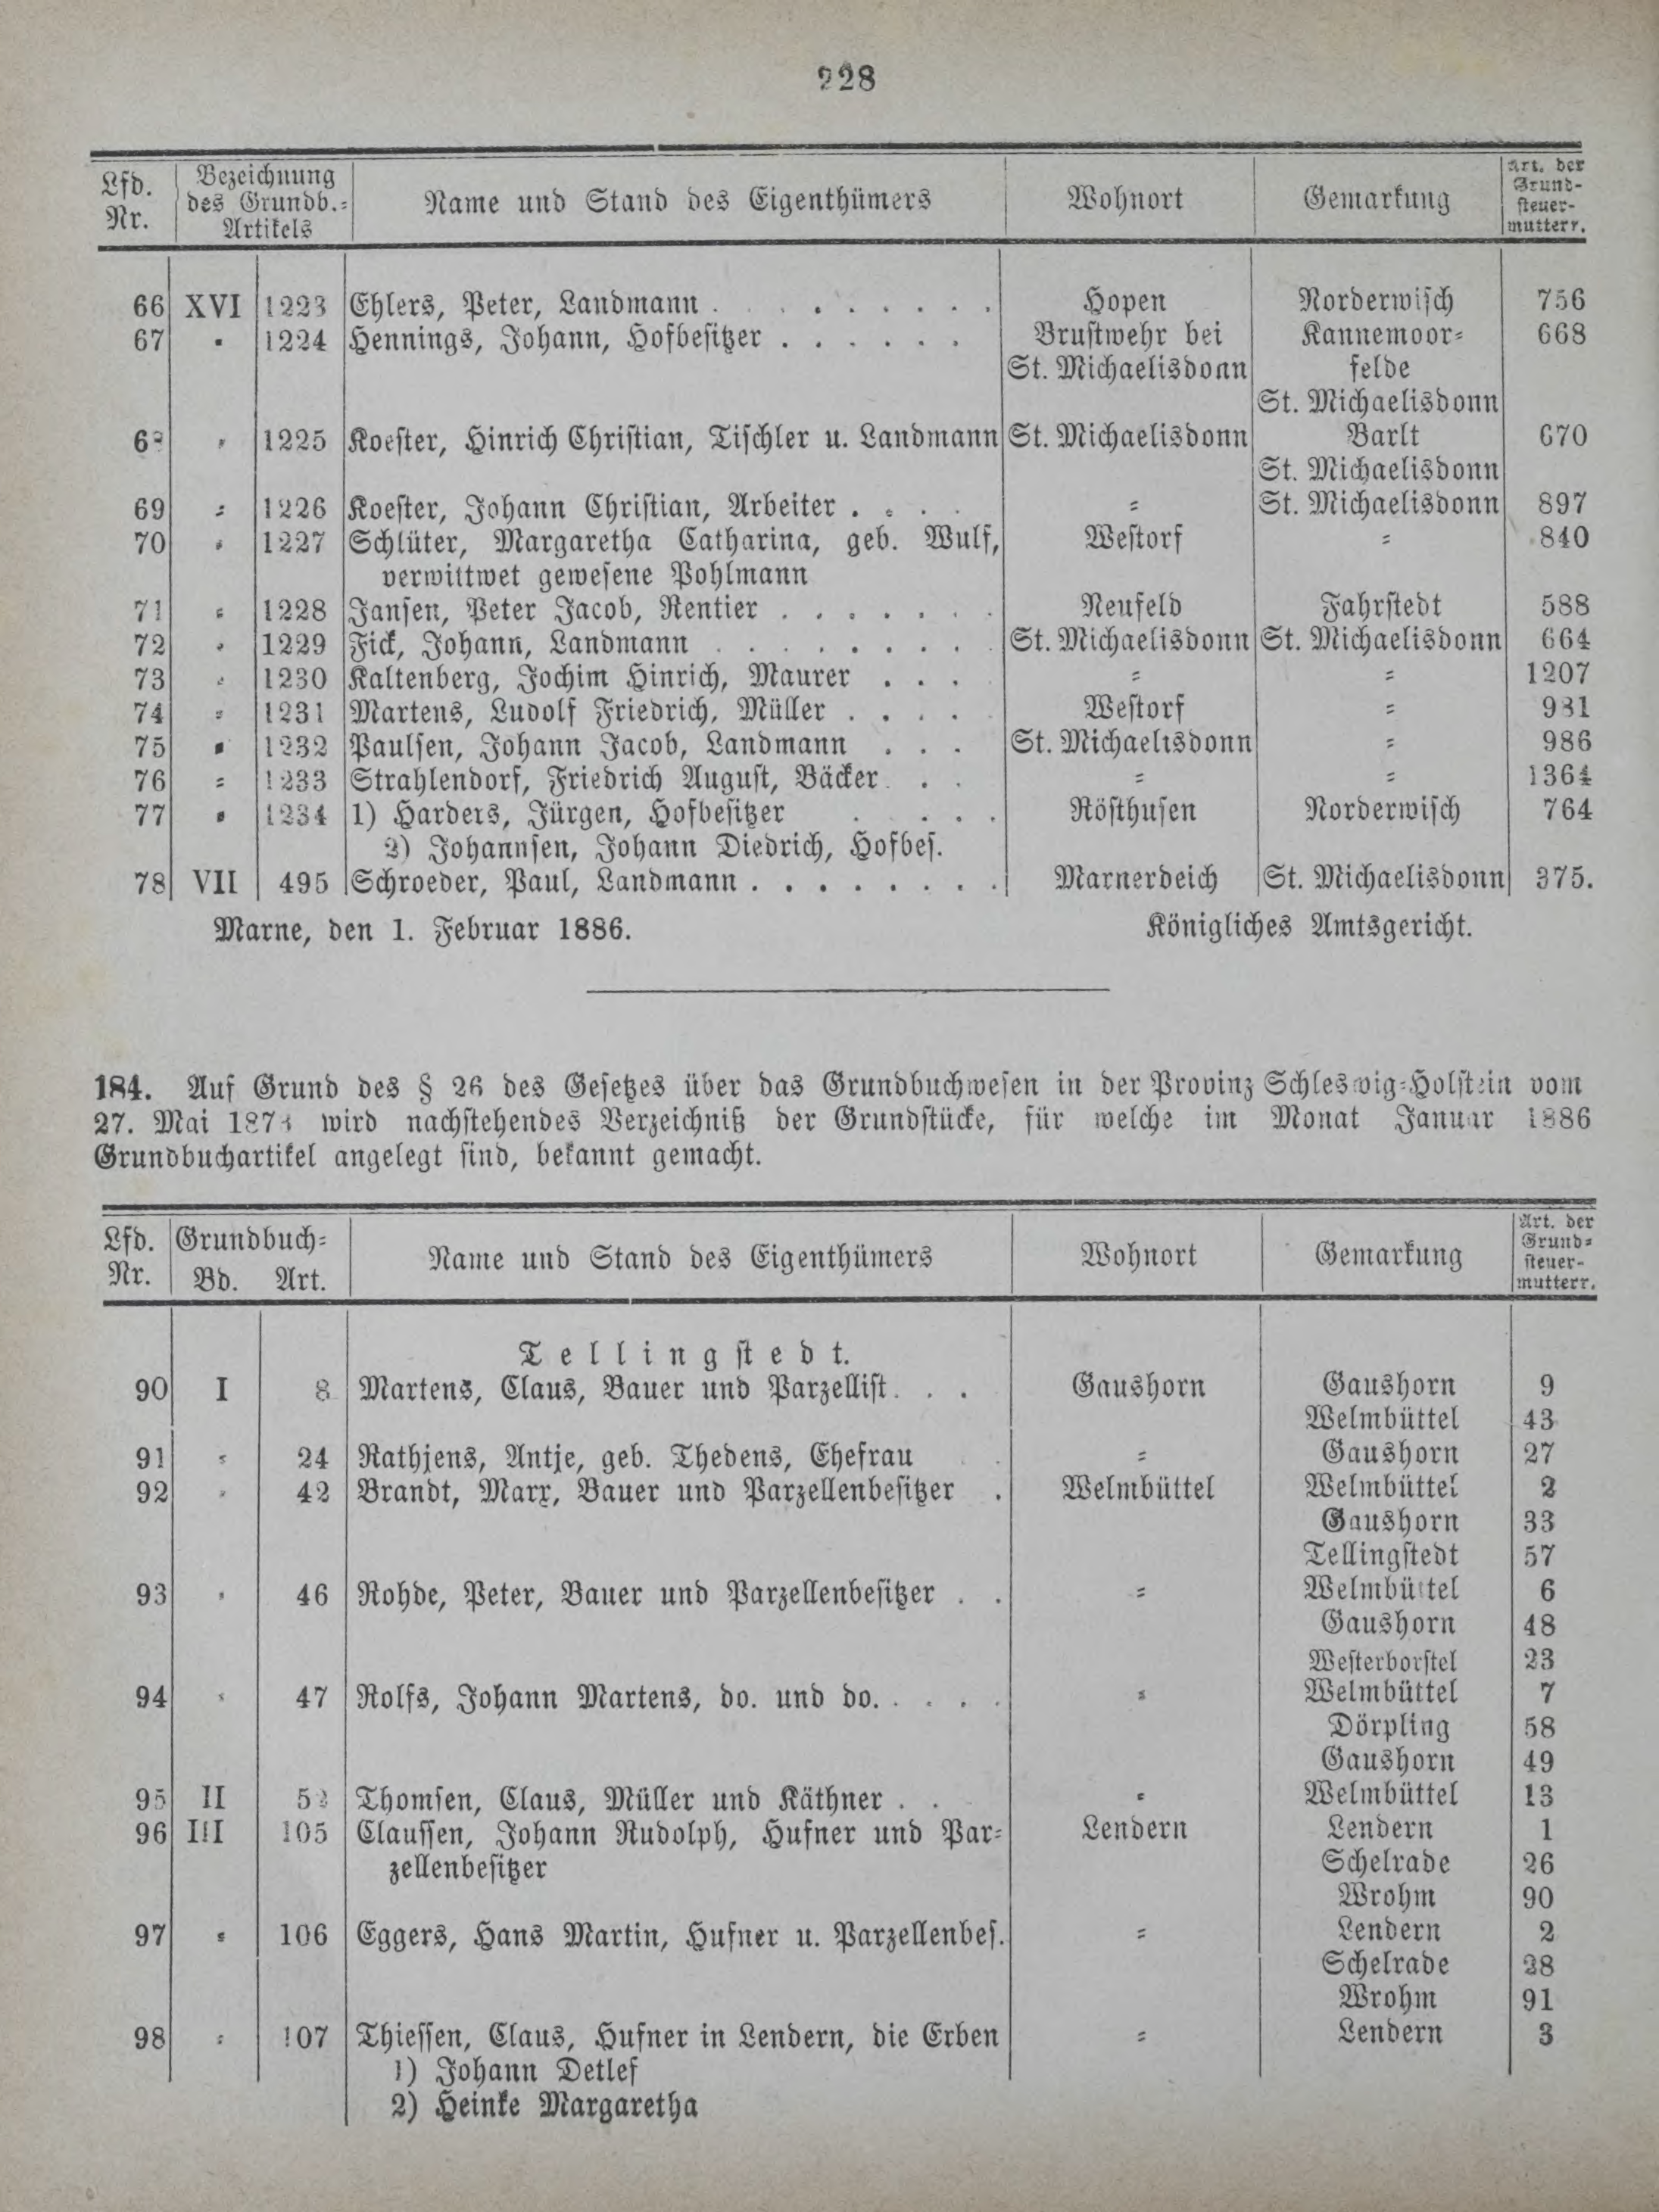 228
Lfd. Nr. | Bezeichnung des Grundb.-Artikels | Name und Stand des Eigenthümers | Wohnort | Gemarkung | Art. der Grund-steuer-mutterr.
66 XVI 1223 Ehlers, Peter, Landmann . . . . . . . . Hopen Norderwisch 756
67 = 1224 Hennings, Johann, Hofbesitzer . . . . . . Brustwehr bei Kannemoor= 668
St. Michaelisdonn felde
St. Michaelisdonn
68 = 1225 Koester, Hinrich Christian, Tischler u. Landmann St. Michaelisdonn Barlt 670
St. Michaelisdonn
69 = 1226 Koester, Johann Christian, Arbeiter . . . . = St. Michaelisdonn 897
70 = 1227 Schlüter, Margaretha Catharina, geb. Wulf, Westorf = 840
verwittwet gewesene Pohlmann
71 = 1228 Jansen, Peter Jacob, Rentier . . . . . . . Neufeld Fahrstedt 588
72 = 1229 Fick, Johann, Landmann . . . . . . . . . St. Michaelisdonn St. Michaelisdonn 664
73 = 1230 Kaltenberg, Jochim Hinrich, Maurer . . . = = 1207
74 = 1231 Martens, Ludolf Friedrich, Müller . . . . Westorf = 981
75 = 1232 Paulsen, Johann Jacob, Landmann . . . St. Michaelisdonn = 986
76 = 1233 Strahlendorf, Friedrich August, Bäcker . . . = = 1364
77 = 1234 1) Harders, Jürgen, Hofbesitzer . . . . Rösthusen Norderwisch 764
2) Johannsen, Johann Diedrich, Hofbes.
78 VII 495 Schroeder, Paul, Landmann . . . . . . . . Marnerdeich St. Michaelisdonn 375.
Marne, den 1. Februar 1886. Königliches Amtsgericht.
184. Auf Grund des § 26 des Gesetzes über das Grundbuchwesen in der Provinz Schleswig=Holstein vom
27. Mai 1873 wird nachstehendes Verzeichniß der Grundstücke, für welche im Monat Januar 1886
Grundbuchartikel angelegt sind, bekannt gemacht.
Lfd. Nr. | Grundbuch= Bd. Art. | Name und Stand des Eigenthümers | Wohnort | Gemarkung | Art. der Grund=steuer-mutterr.
Tellingstedt.
90 I 8 Martens, Claus, Bauer und Parzellist . . . Gaushorn Gaushorn 9
Welmbüttel 43
91 = 24 Rathjens, Antje, geb. Thedens, Ehefrau = Gaushorn 27
92 = 42 Brandt, Marx, Bauer und Parzellenbesitzer . Welmbüttel Welmbüttel 2
Gaushorn 33
Tellingstedt 57
93 = 46 Rohde, Peter, Bauer und Parzellenbesitzer . . = Welmbüttel 6
Gaushorn 48
Westerborstel 23
94 = 47 Rolfs, Johann Martens, do. und do. . . . . = Welmbüttel 7
Dörpling 58
Gaushorn 49
95 II Thomsen, Claus, Müller und Käthner . . = Welmbüttel 13
96 III 105 Claussen, Johann Rudolph, Hufner und Par= Lendern Lendern 1
zellenbesitzer Schelrade 26
Wrohm 90
97 = 106 Eggers, Hans Martin, Hufner u. Parzellenbes. = Lendern 2
Schelrade 28
Wrohm 91
98 = 107 Thiessen, Claus, Hufner in Lendern, die Erben = Lendern 3
1) Johann Detlef
2) Heinke Margaretha